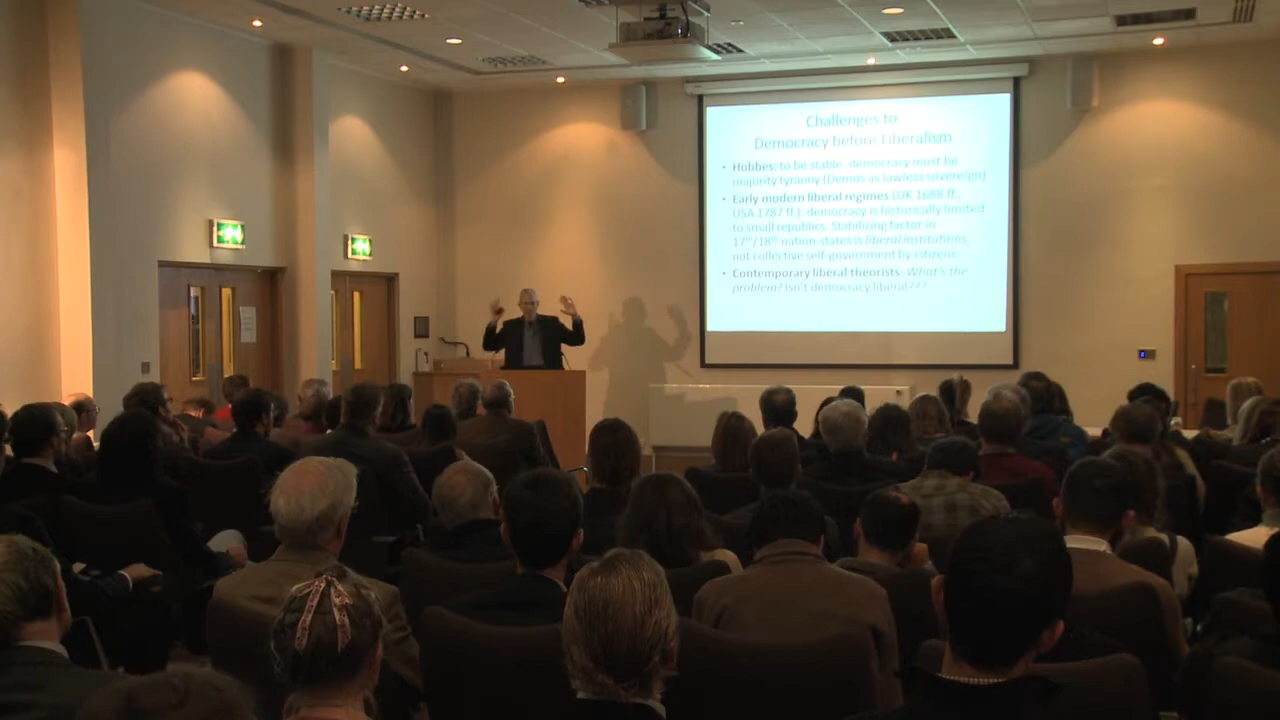 Challenges to
Democracy before Liberalism
• Hobbes: to be stable, democracy must be
majority tyranny (Demos as lawless sovereign)
• Early modern liberal regimes (UK 1688 ff.,
USA 1787 ff.): democracy is historically limited
to small republics. Stabilizing factor in
17th/18th nation-states is liberal institutions,
not collective self-government by citizens.
• Contemporary liberal theorists: What's the
problem? Isn't democracy liberal???